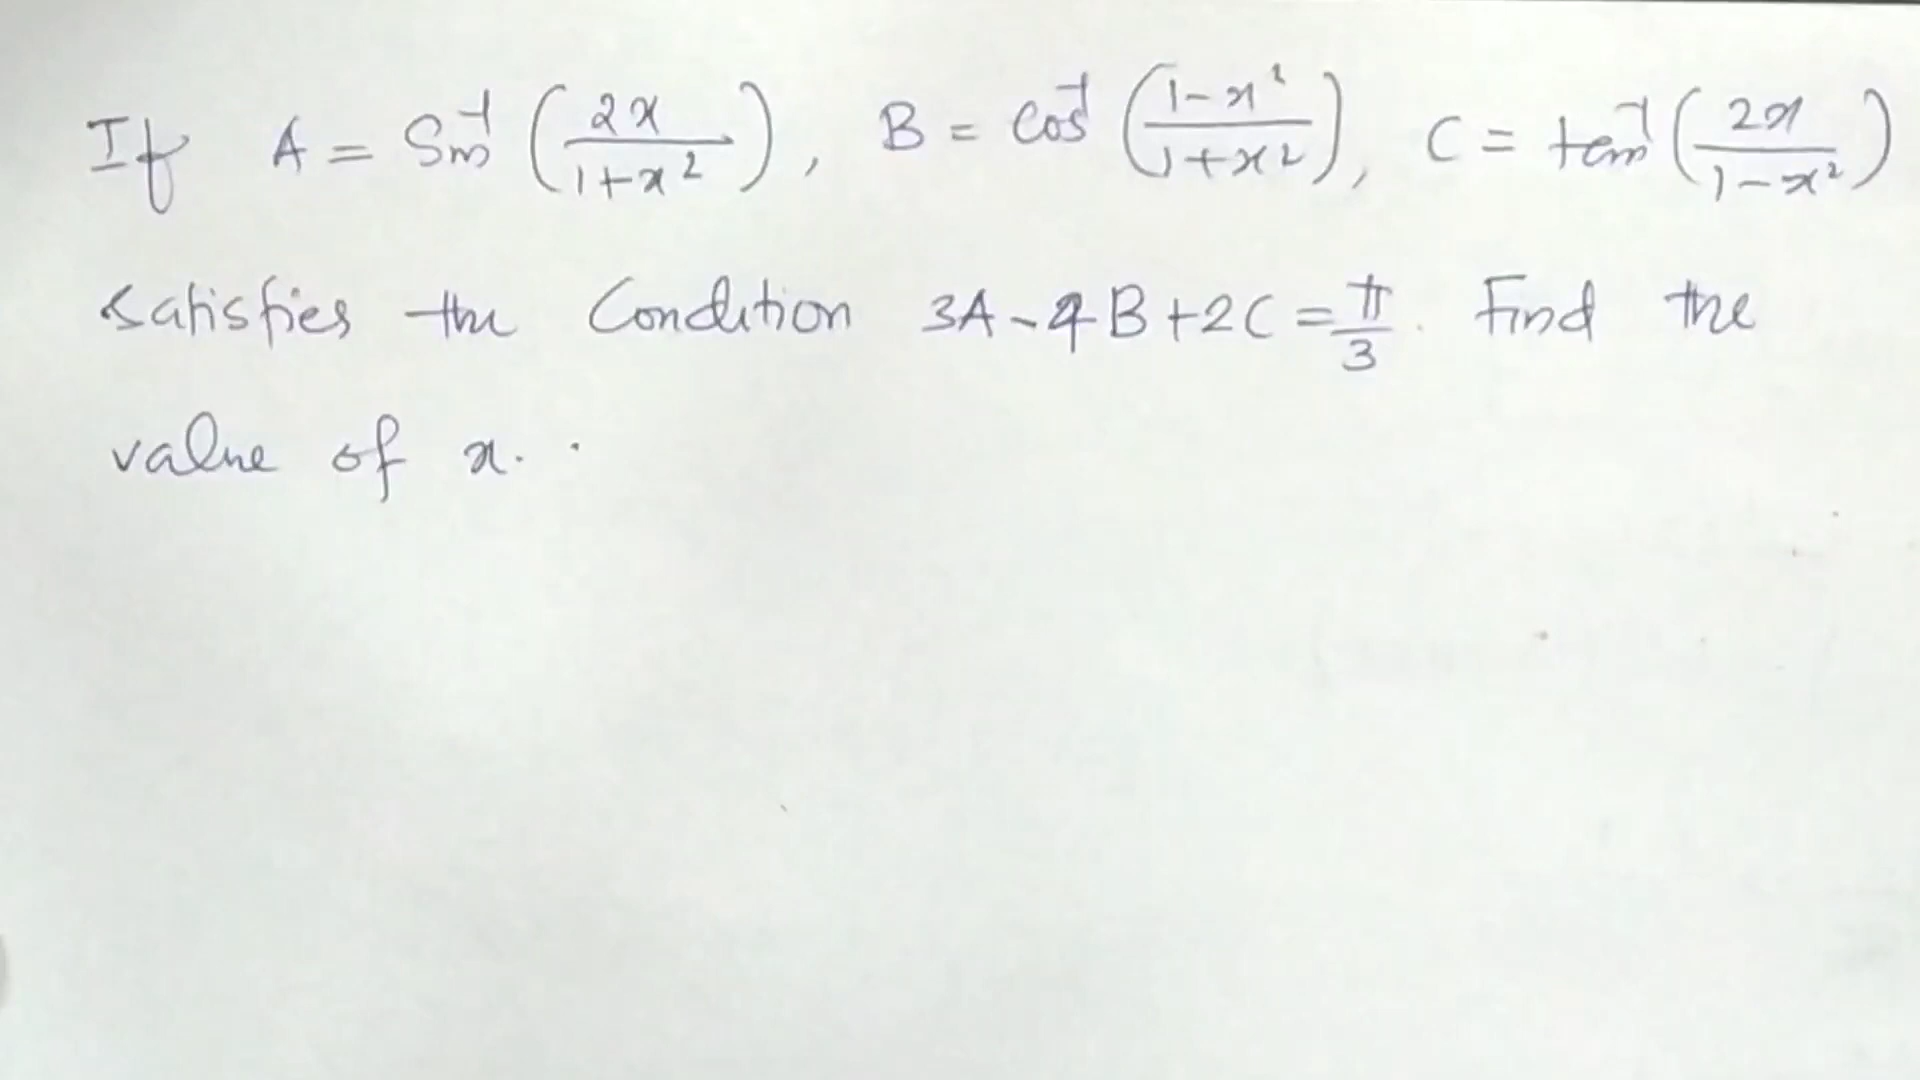 If A = Sin⁻¹ (2x/(1+x²)), B = Cos⁻¹ ((1-x²)/(1+x²)), C = tan⁻¹ (2x/(1-x²))
satisfies the Condition 3A-4B+2C = π/3. Find the
value of x.